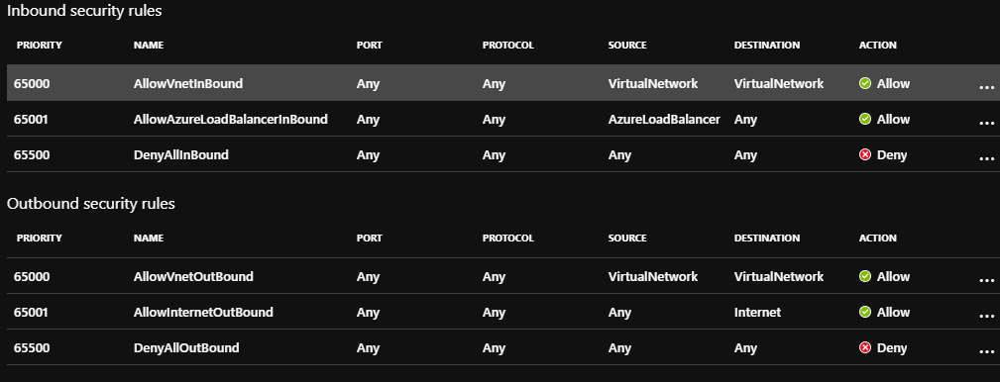 Inbound security rules
PRIORITY NAME PORT PROTOCOL SOURCE DESTINATION ACTION
65000 AllowVnetInBound Any Any VirtualNetwork VirtualNetwork Allow ...
65001 AllowAzureLoadBalancerInBound Any Any AzureLoadBalancer Any Allow ...
65500 DenyAllInBound Any Any Any Any Deny ...
Outbound security rules
PRIORITY NAME PORT PROTOCOL SOURCE DESTINATION ACTION
65000 AllowVnetOutBound Any Any VirtualNetwork VirtualNetwork Allow ...
65001 AllowInternetOutBound Any Any Any Internet Allow ...
65500 DenyAllOutBound Any Any Any Any Deny ...